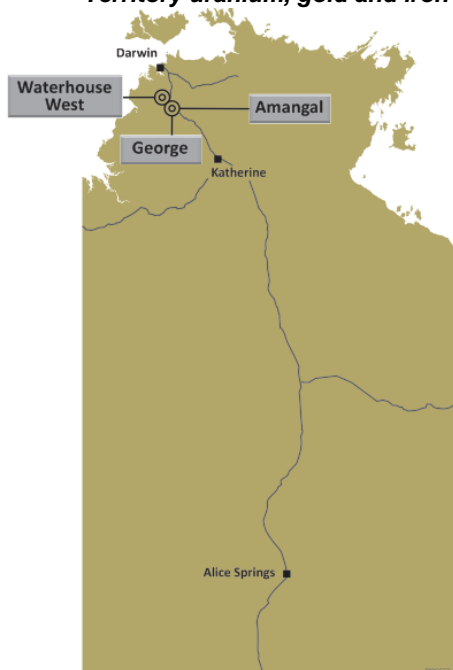 Territory uranium, gold and iron
Darwin
Waterhouse
West
Amangal
George
Katherine
Alice Springs